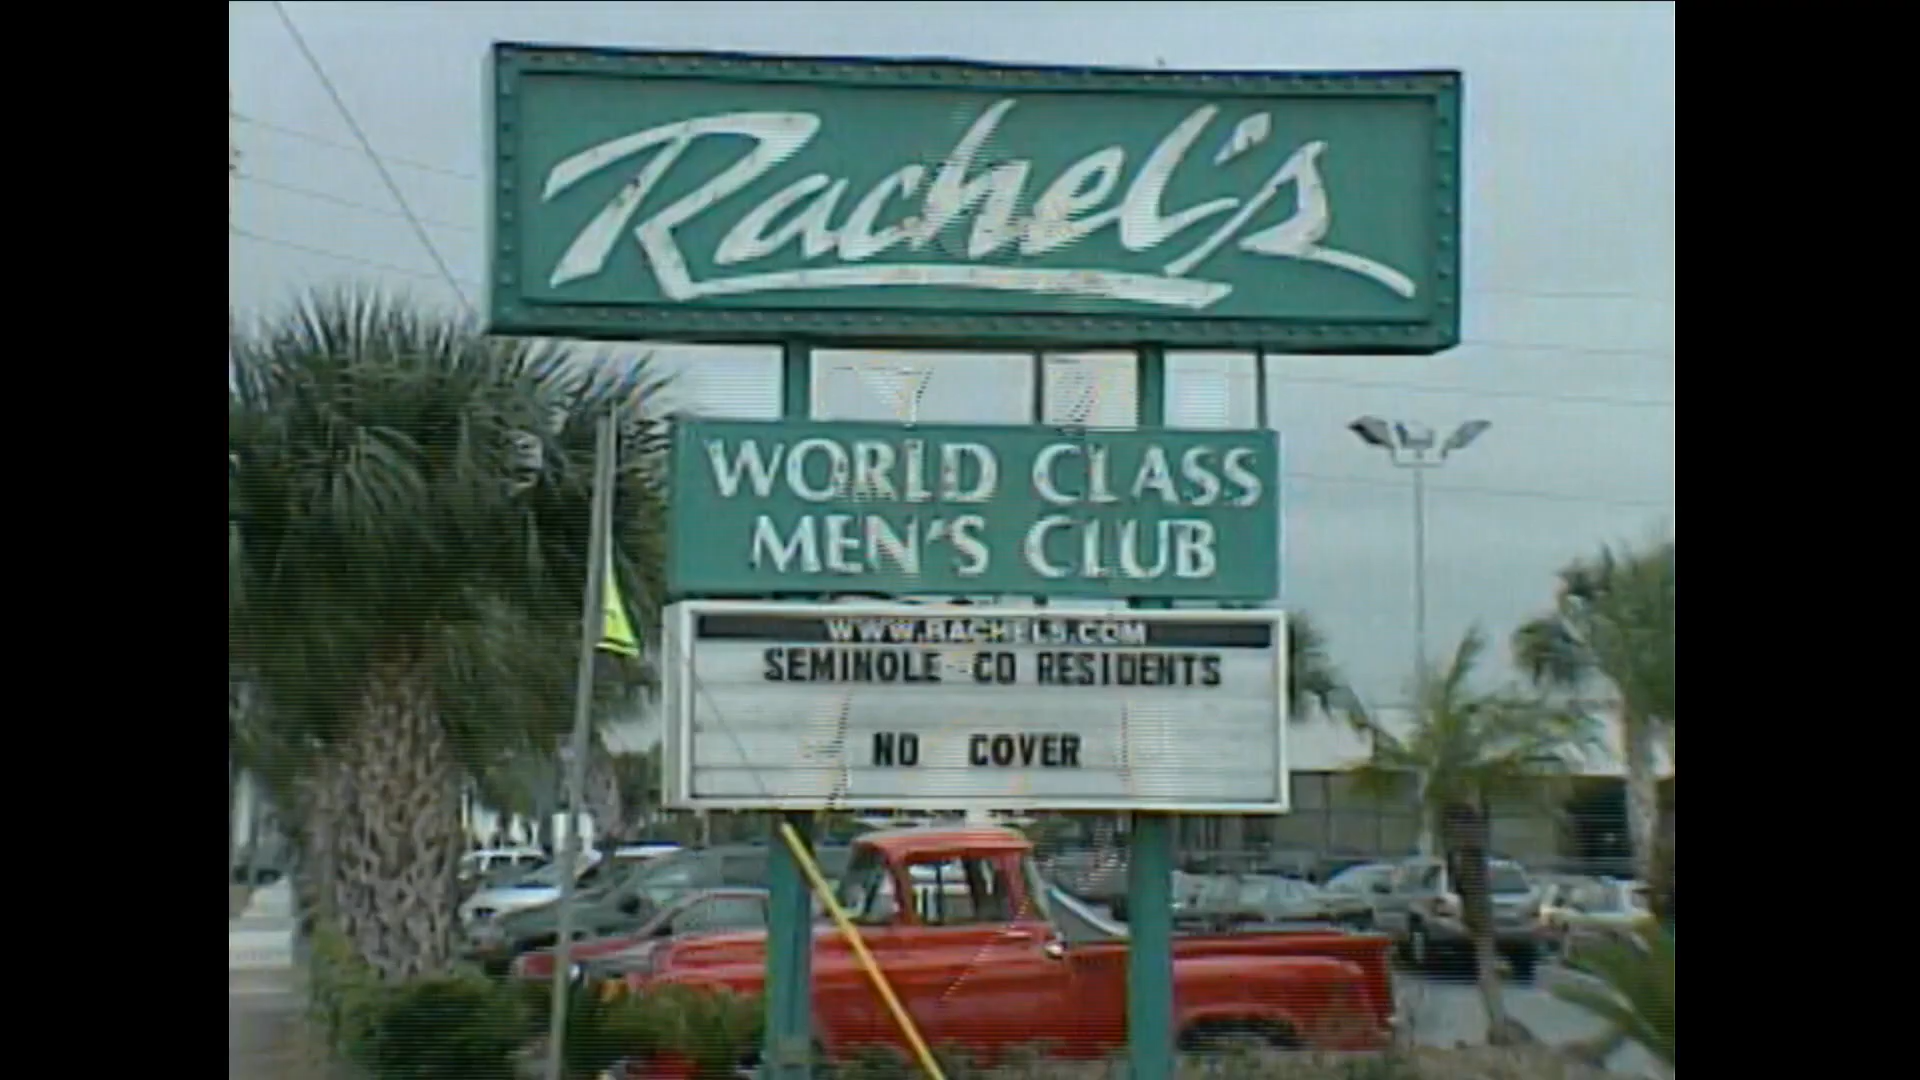 Rachel's
WORLD CLASS
MEN'S CLUB
WWW.RACHELS.COM
SEMINOLE CO RESIDENTS
NO COVER